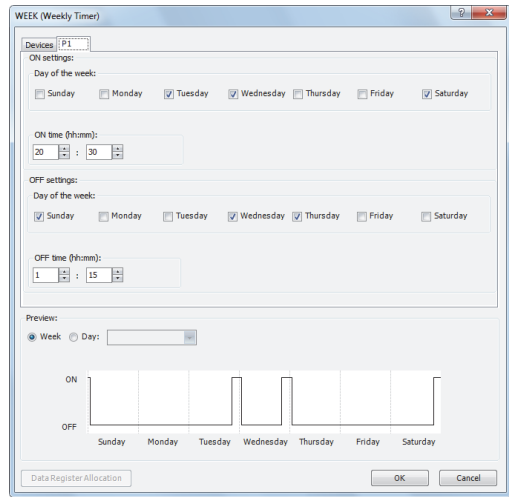 WEEK (Weekly Timer)
Devices P1
ON settings:
Day of the week:
Sunday Monday Tuesday Wednesday Thursday Friday Saturday
ON time (hh:mm):
20 : 30
OFF settings:
Day of the week:
Sunday Monday Tuesday Wednesday Thursday Friday Saturday
OFF time (hh:mm):
1 : 15
Preview:
Week Day:
ON
OFF
Sunday Monday Tuesday Wednesday Thursday Friday Saturday
Data Register Allocation OK Cancel